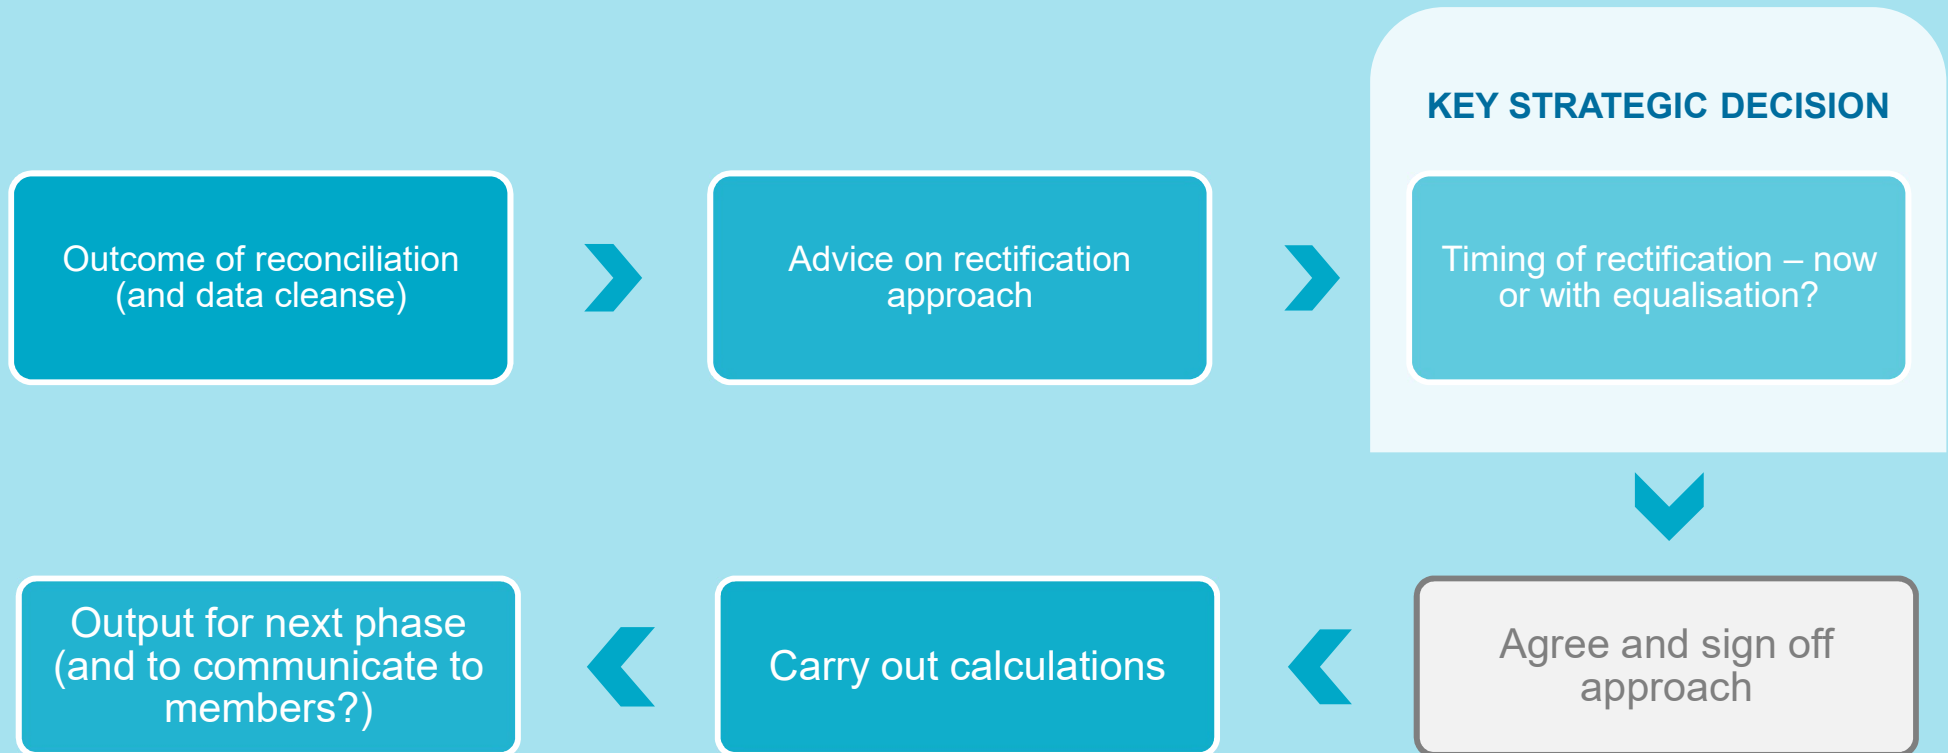 KEY STRATEGIC DECISION
Outcome of reconciliation
(and data cleanse)
Advice on rectification
approach
Timing of rectification – now
or with equalisation?
Agree and sign off
approach
Carry out calculations
Output for next phase
(and to communicate to
members?)